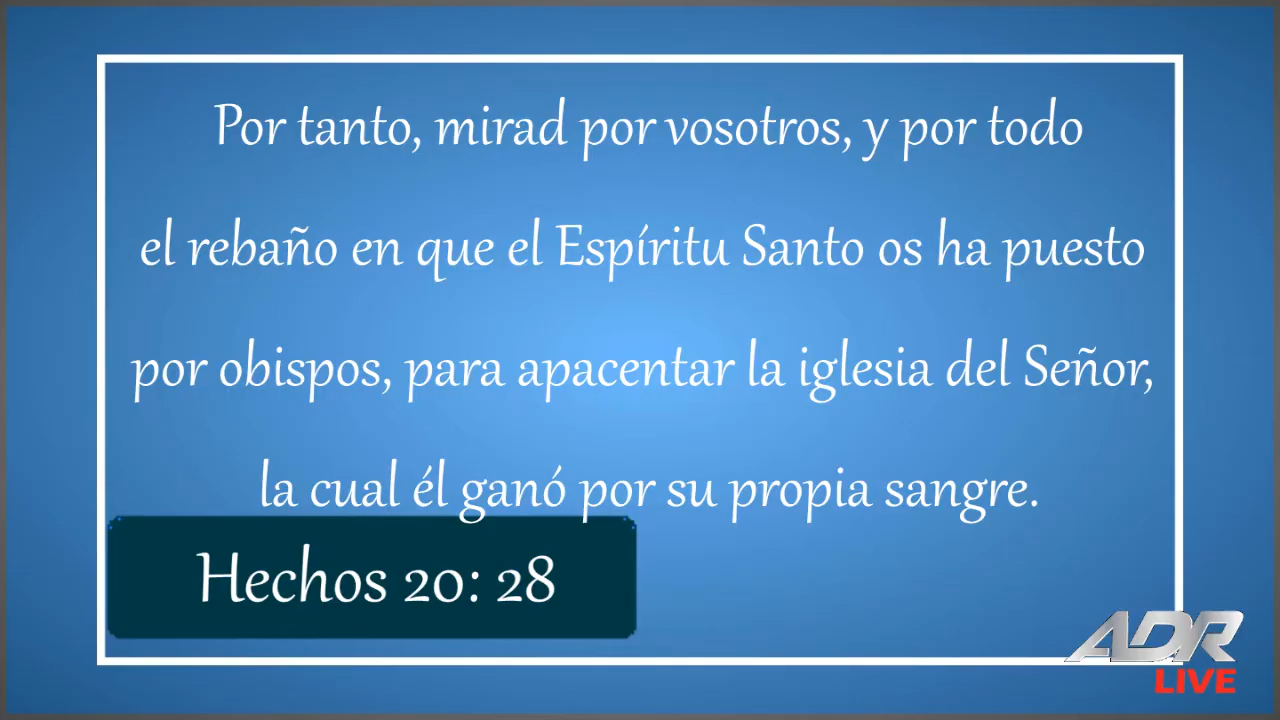 Por tanto, mirad por vosotros, y por todo
el rebaño en que el Espíritu Santo os ha puesto
por obispos, para apacentar la iglesia del Señor,
la cual él ganó por su propia sangre.
Hechos 20: 28
ADR
LIVE